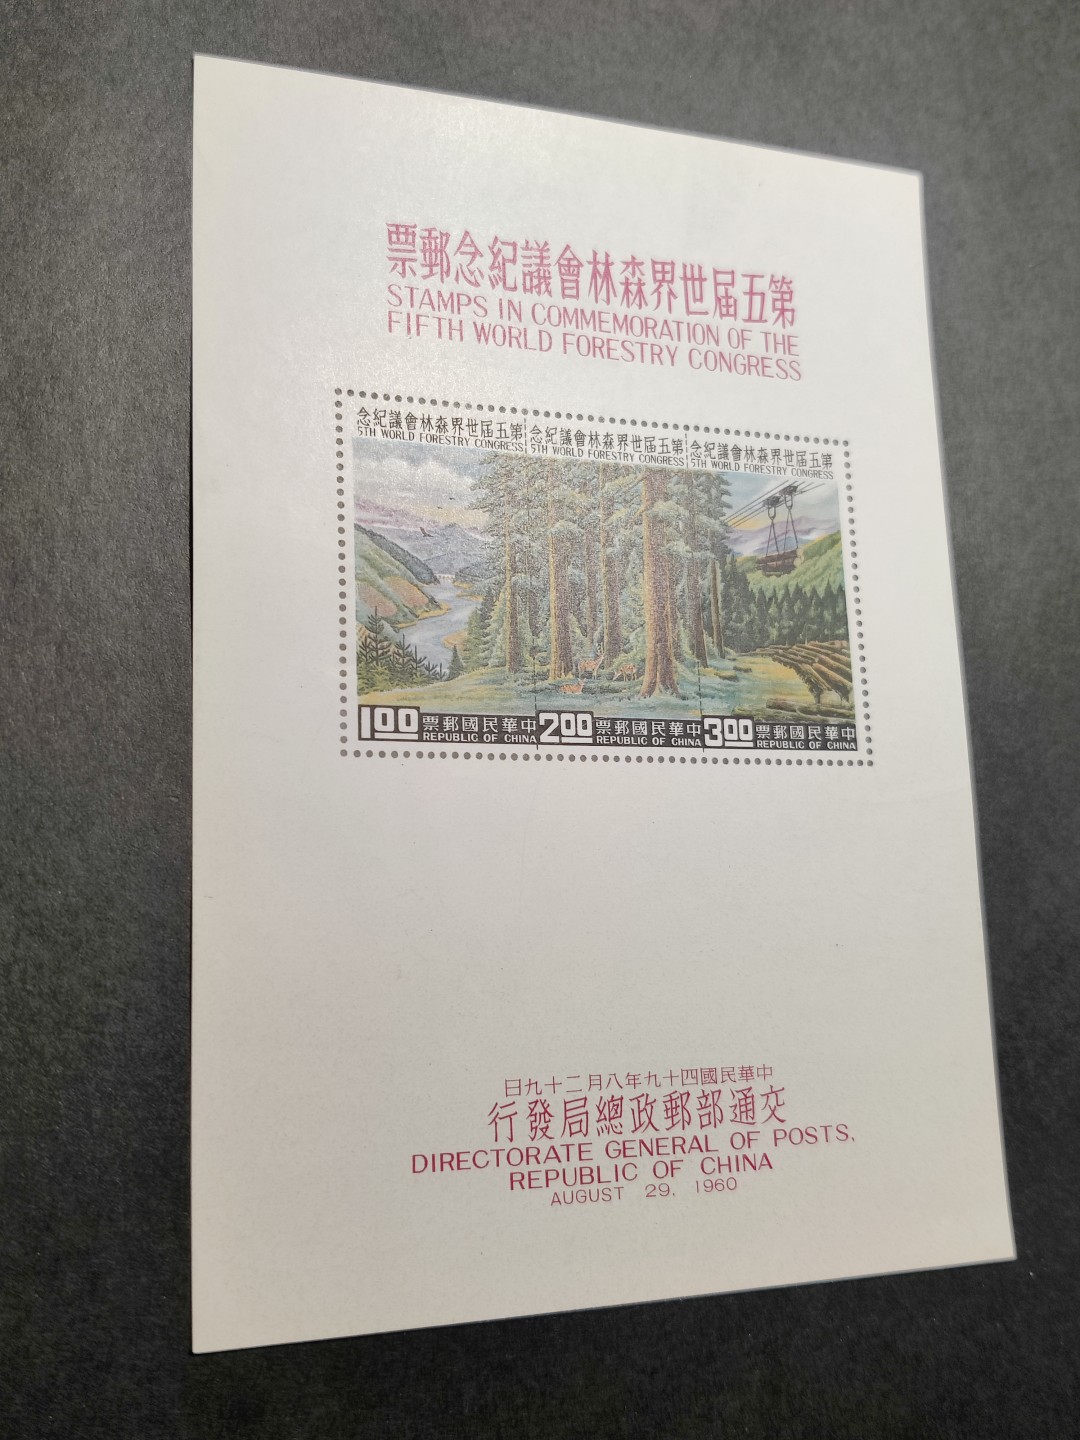 第五屆世界森林會議紀念郵票
STAMPS IN COMMEMORATION OF THE
FIFTH WORLD FORESTRY CONGRESS
第五屆世界森林會議紀念
5TH WORLD FORESTRY CONGRESS
1.00
中華民國郵票
REPUBLIC OF CHINA
第五屆世界森林會議紀念
5TH WORLD FORESTRY CONGRESS
2.00
中華民國郵票
REPUBLIC OF CHINA
第五屆世界森林會議紀念
5TH WORLD FORESTRY CONGRESS
3.00
中華民國郵票
REPUBLIC OF CHINA
中華民國四十九年八月二十九日
交通部郵政總局發行
DIRECTORATE GENERAL OF POSTS,
REPUBLIC OF CHINA
AUGUST 29, 1960